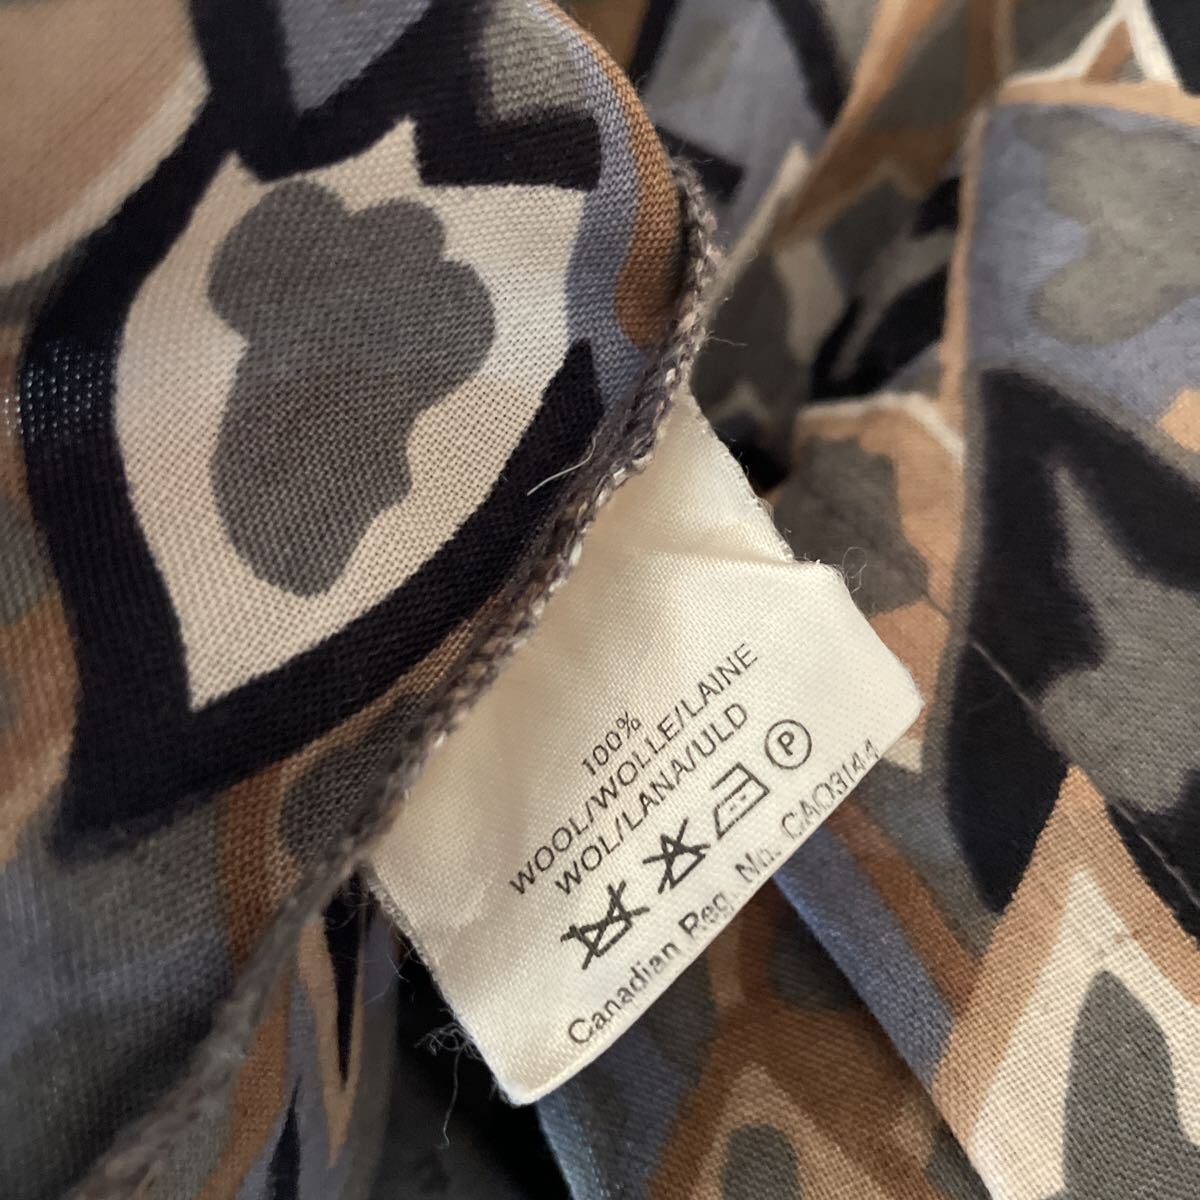 100%
WOOL/WOLLE/LAINE
WOL/LANA/ULD
P
Canadian Reg. No. CA03144